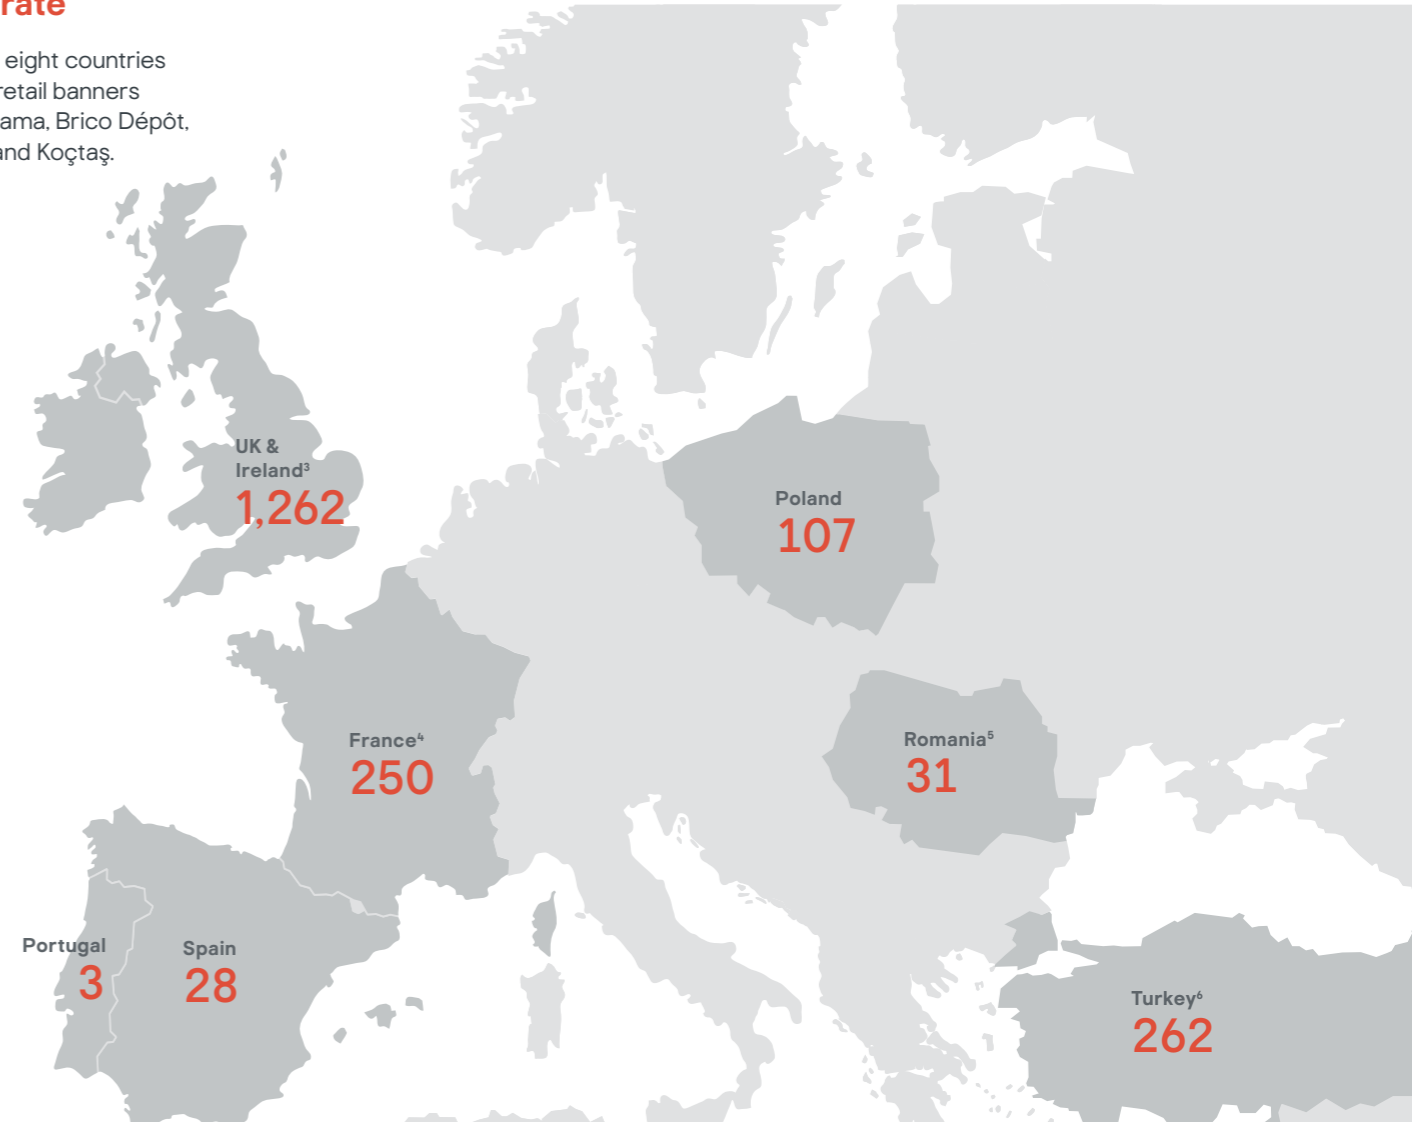 rate
eight countries
retail banners
ama, Brico Dépôt,
and Koçtaş.
UK &
Ireland³
1,262
Poland
107
France⁴
250
Romania⁵
31
Portugal
3
Spain
28
Turkey⁶
262